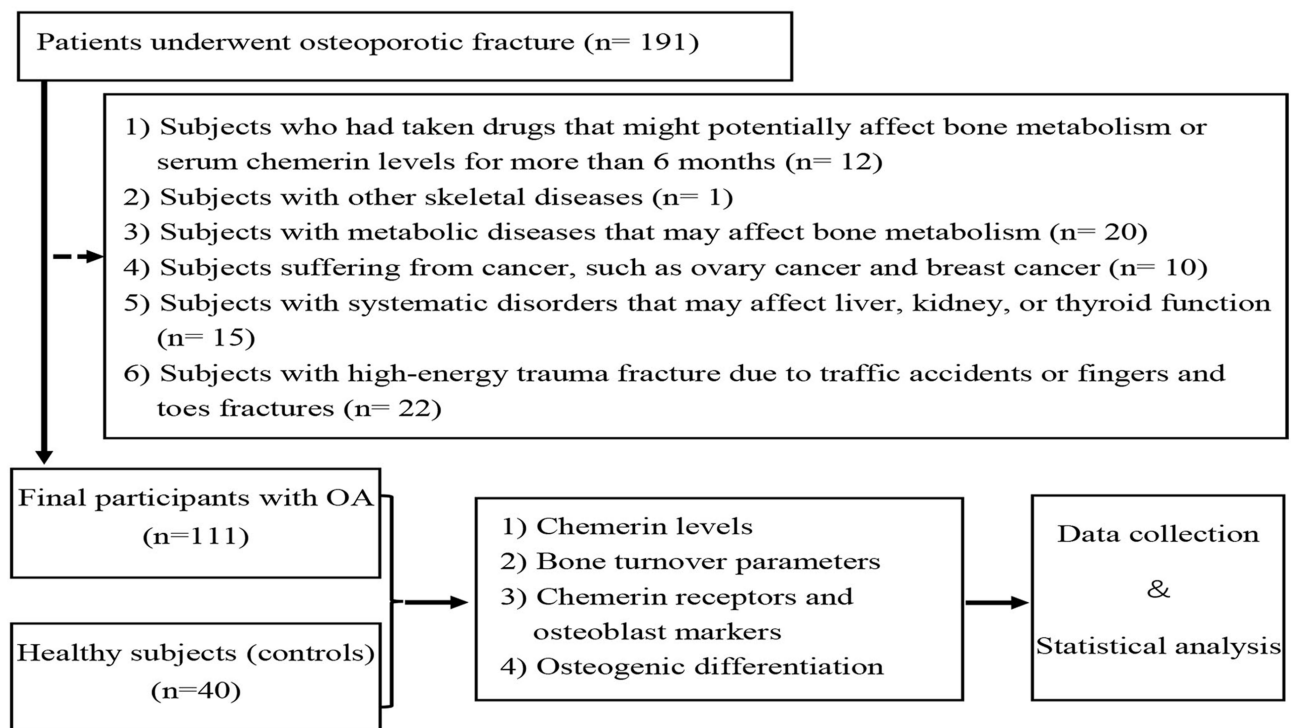 Patients underwent osteoporotic fracture (n= 191)
1) Subjects who had taken drugs that might potentially affect bone metabolism or
serum chemerin levels for more than 6 months (n= 12)
2) Subjects with other skeletal diseases (n= 1)
3) Subjects with metabolic diseases that may affect bone metabolism (n= 20)
4) Subjects suffering from cancer, such as ovary cancer and breast cancer (n= 10)
5) Subjects with systematic disorders that may affect liver, kidney, or thyroid function
(n= 15)
6) Subjects with high-energy trauma fracture due to traffic accidents or fingers and
toes fractures (n= 22)
Final participants with OA
(n=111)
Healthy subjects (controls)
(n=40)
1) Chemerin levels
2) Bone turnover parameters
3) Chemerin receptors and
osteoblast markers
4) Osteogenic differentiation
Data collection
&
Statistical analysis